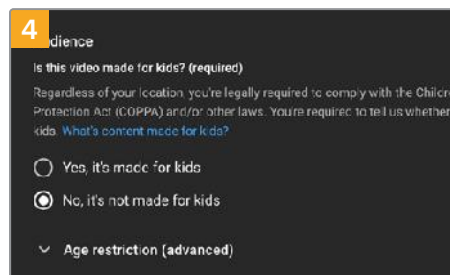 4
dience
Is this video made for kids? (required)
Regardless of your location, you're legally required to comply with the Childre
Protection Act (COPPA) and/or other laws. You're required to tell us whether
kids. What's content made for kids?
Yes, it's made for kids
No, it's not made for kids
Age restriction (advanced)